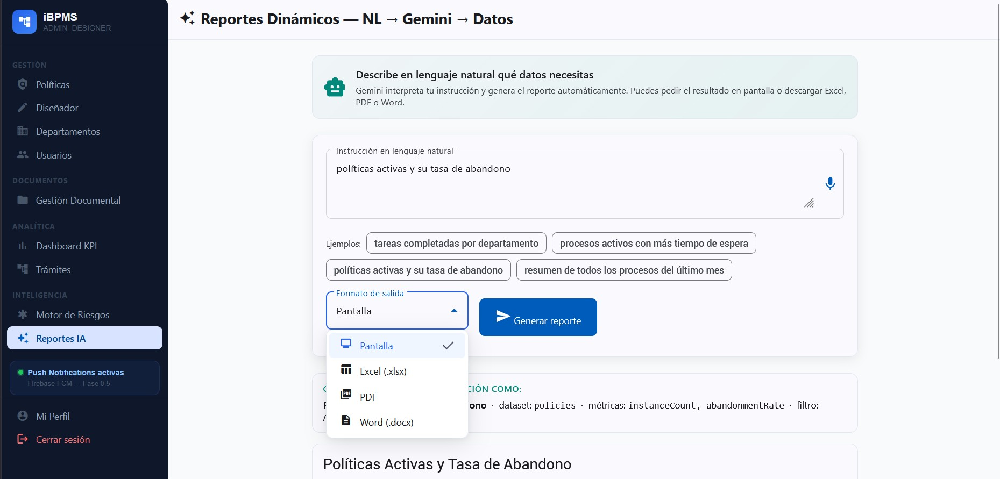 iBPMS
ADMIN_DESIGNER
GESTIÓN
Políticas
Diseñador
Departamentos
Usuarios
DOCUMENTOS
Gestión Documental
ANALÍTICA
Dashboard KPI
Trámites
INTELIGENCIA
Motor de Riesgos
Reportes IA
Push Notifications activas
Firebase FCM — Fase 0.5
Mi Perfil
Cerrar sesión
Reportes Dinámicos — NL → Gemini → Datos
Describe en lenguaje natural qué datos necesitas
Gemini interpreta tu instrucción y genera el reporte automáticamente. Puedes pedir el resultado en pantalla o descargar Excel,
PDF o Word.
Instrucción en lenguaje natural
políticas activas y su tasa de abandono
Ejemplos:
tareas completadas por departamento
procesos activos con más tiempo de espera
políticas activas y su tasa de abandono
resumen de todos los procesos del último mes
Formato de salida
Pantalla
Generar reporte
Pantalla
Excel (.xlsx)
PDF
Word (.docx)
CIÓN COMO:
ono · dataset: policies · métricas: instanceCount, abandonmentRate · filtro:
Políticas Activas y Tasa de Abandono